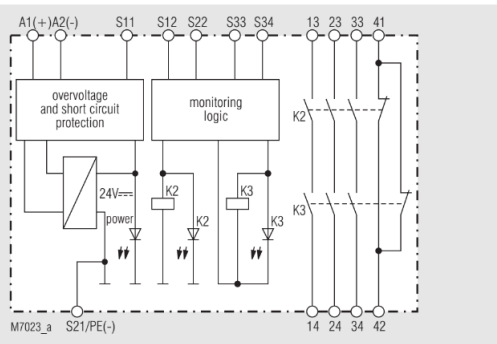 A1(+) A2(-) S11 S12 S22 S33 S34 13 23 33 41
overvoltage
and short circuit
protection
monitoring
logic
K2
24V
K2
K3
power
K2
K3
K3
M7023_a S21/PE(-) 14 24 34 42